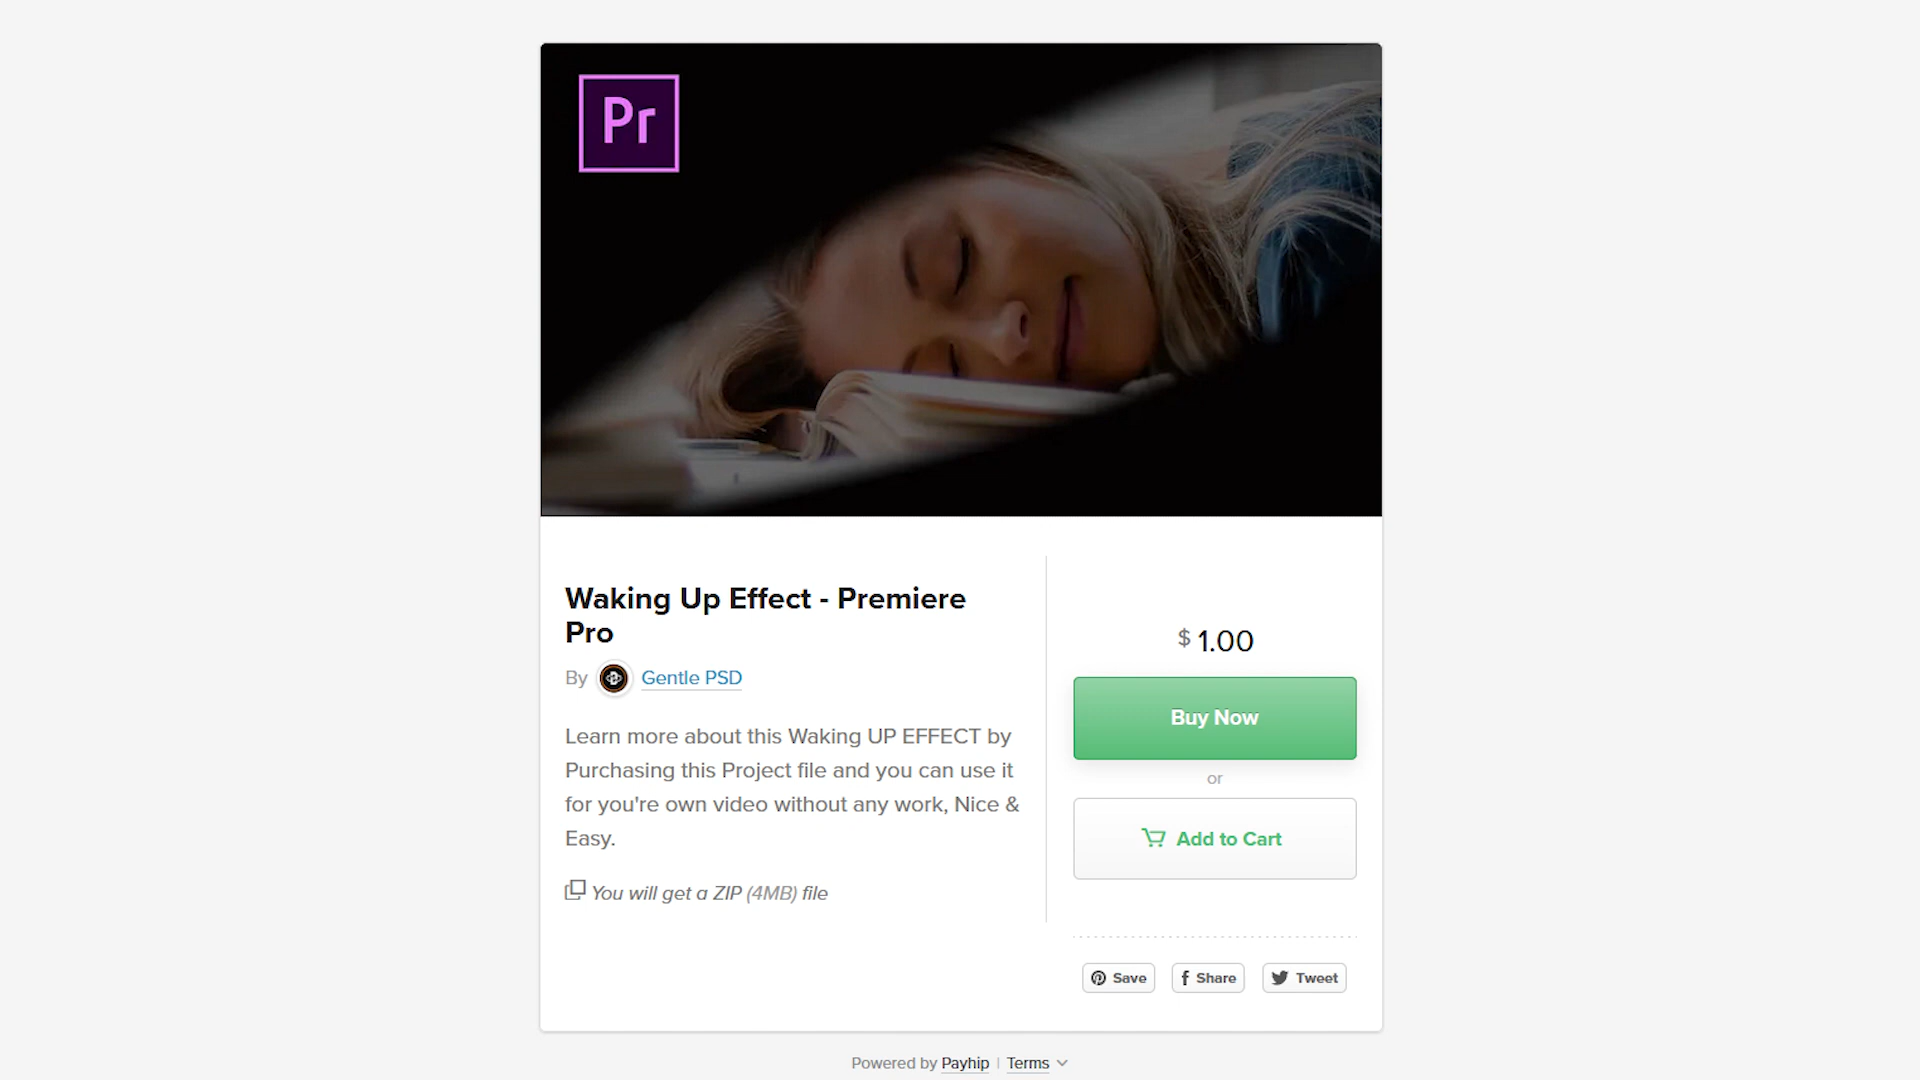 Pr
Waking Up Effect - Premiere
Pro
By Gentle PSD
Learn more about this Waking UP EFFECT by
Purchasing this Project file and you can use it
for you're own video without any work, Nice &
Easy.
You will get a ZIP (4MB) file
$ 1.00
Buy Now
or
Add to Cart
Save
Share
Tweet
Powered by Payhip | Terms